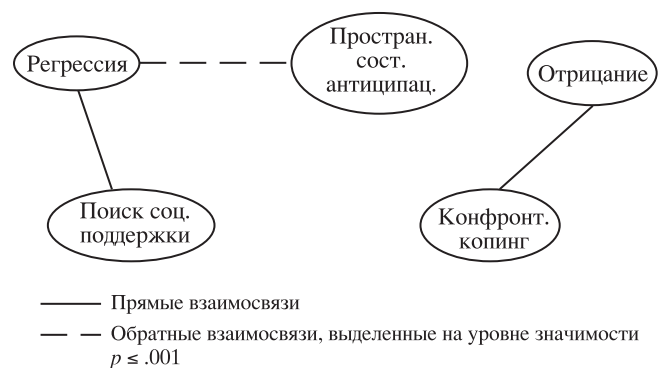 Регрессия
Простран.
сост.
антиципац.
Отрицание
Поиск соц.
поддержки
Конфронт.
копинг
Прямые взаимосвязи
Обратные взаимосвязи, выделенные на уровне значимости
p ≤ .001